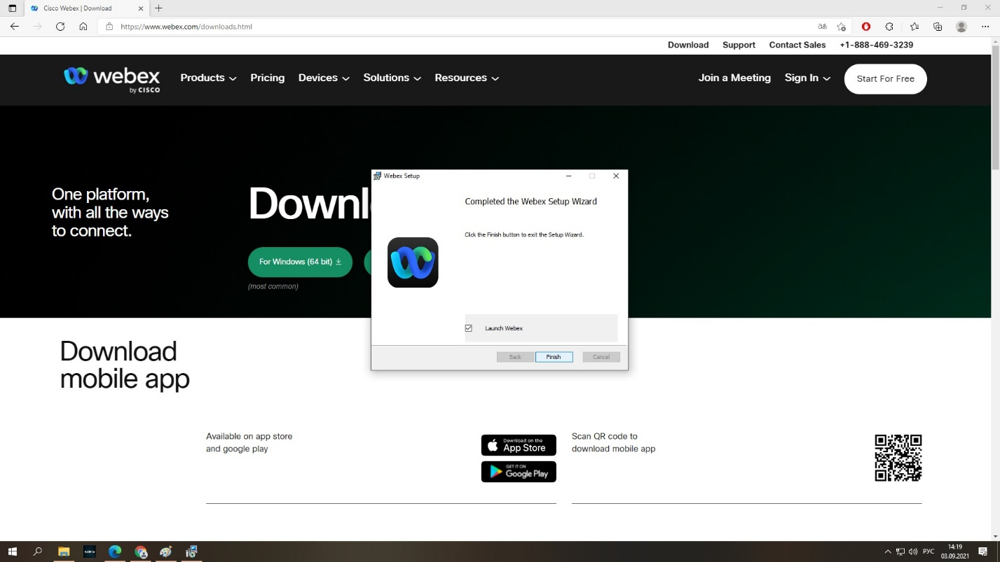 Cisco Webex | Download
https://www.webex.com/downloads.html
Download Support Contact Sales +1-888-469-3239
webex
by CISCO
Products Pricing Devices Solutions Resources
Join a Meeting Sign In Start For Free
One platform,
with all the ways
to connect.
Downl
For Windows (64 bit)
(most common)
Webex Setup
Completed the Webex Setup Wizard
Click the Finish button to exit the Setup Wizard.
Launch Webex
Back Finish Cancel
Download
mobile app
Available on app store
and google play
Download on the
App Store
GET IT ON
Google Play
Scan QR code to
download mobile app
РУС
14:19
03.09.2021